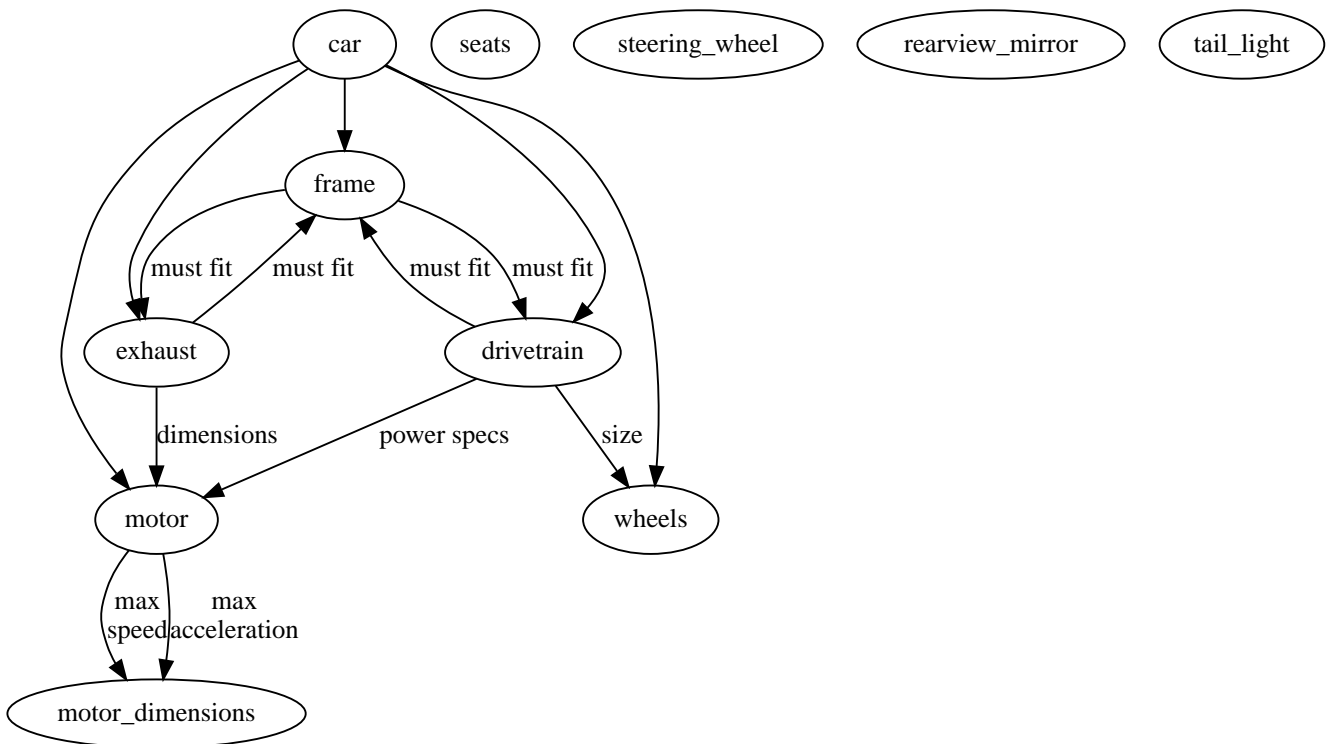 car
seats
steering_wheel
rearview_mirror
tail_light
frame
must fit
must fit
must fit
must fit
exhaust
drivetrain
dimensions
power specs
size
motor
wheels
max
speed
max
acceleration
motor_dimensions